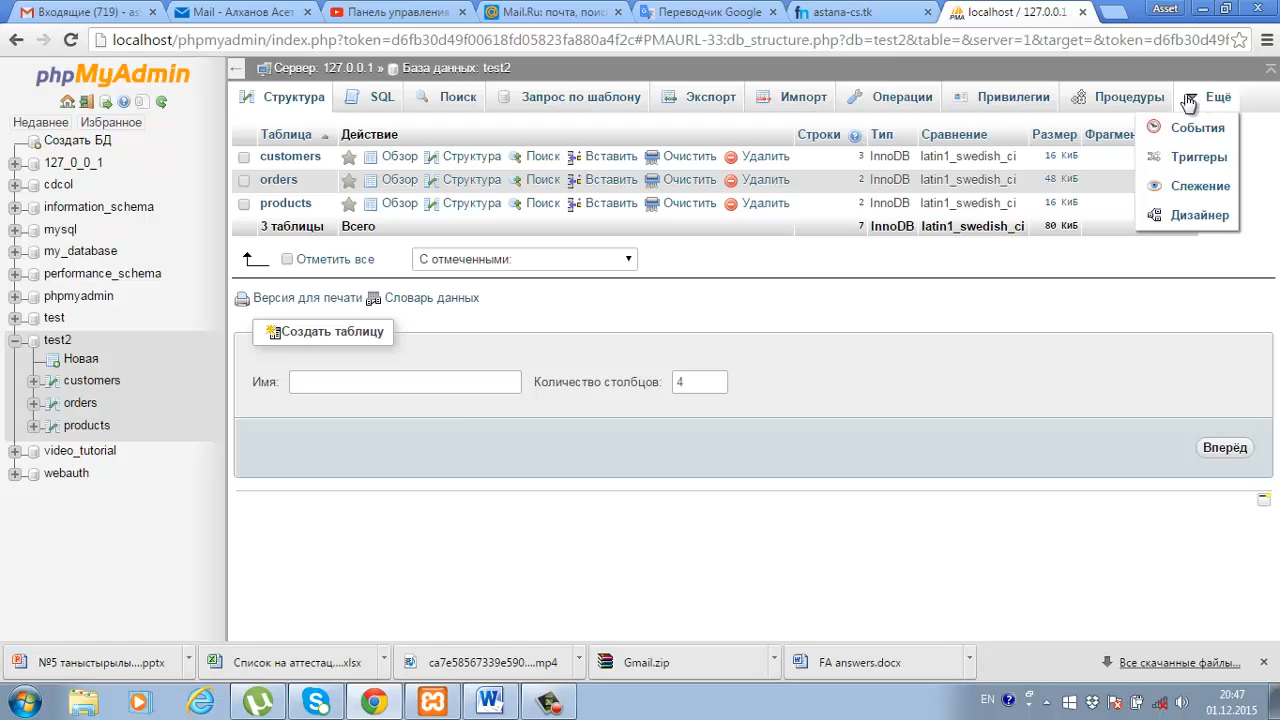 Входящие (719) - as
Mail - Алханов Асет
Панель управления
Mail.Ru: почта, поиск
Переводчик Google
astana-cs.tk
localhost / 127.0.0.1
Asset
localhost/phpmyadmin/index.php?token=d6fb30d49f00618fd05823fa880a4f2c#PMAURL-33:db_structure.php?db=test2&table=&server=1&target=&token=d6fb30d49f
phpMyAdmin
Недавнее Избранное
Создать БД
127_0_0_1
cdcol
information_schema
mysql
my_database
performance_schema
phpmyadmin
test
test2
Новая
customers
orders
products
video_tutorial
webauth
Сервер: 127.0.0.1 » База данных: test2
Структура SQL Поиск Запрос по шаблону Экспорт Импорт Операции Привилегии Процедуры Ещё
События
Триггеры
Слежение
Дизайнер
Таблица Действие Строки Тип Сравнение Размер Фрагмен
customers Обзор Структура Поиск Вставить Очистить Удалить 3 InnoDB latin1_swedish_ci 16 КиБ
orders Обзор Структура Поиск Вставить Очистить Удалить 2 InnoDB latin1_swedish_ci 48 КиБ
products Обзор Структура Поиск Вставить Очистить Удалить 2 InnoDB latin1_swedish_ci 16 КиБ
3 таблицы Всего 7 InnoDB latin1_swedish_ci 80 КиБ
Отметить все С отмеченными:
Версия для печати Словарь данных
Создать таблицу
Имя: Количество столбцов: 4
Вперёд
№5 таныстырылы....pptx
Список на аттестац....xlsx
ca7e58567339e590....mp4
Gmail.zip
FA answers.docx
Все скачанные файлы...
EN
20:47
01.12.2015